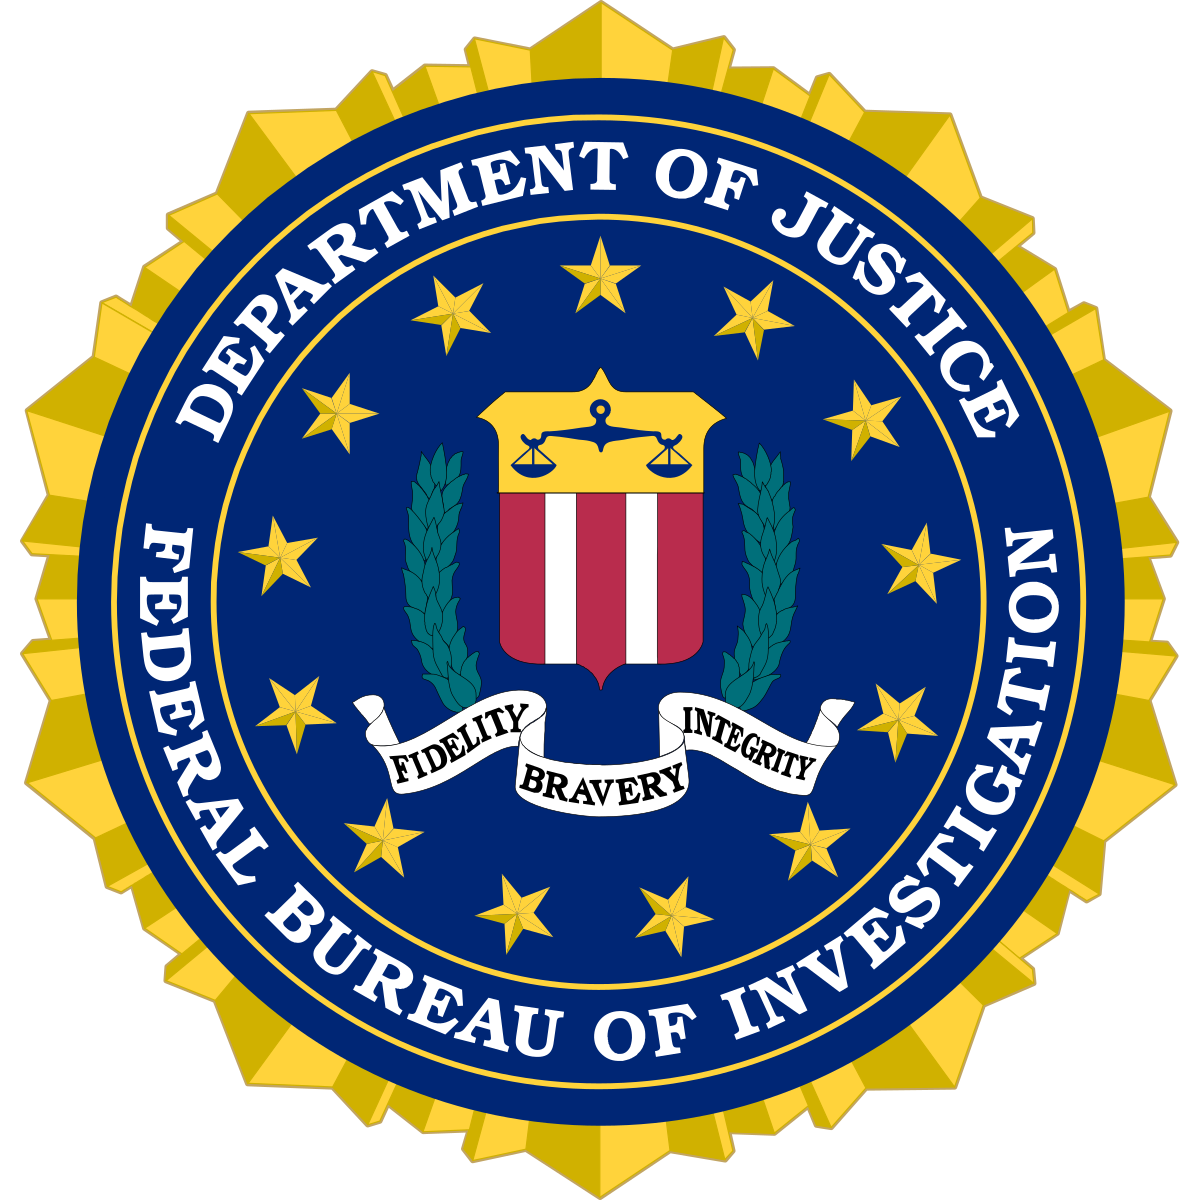 DEPARTMENT OF JUSTICE
FIDELITY
BRAVERY
INTEGRITY
FEDERAL BUREAU OF INVESTIGATION